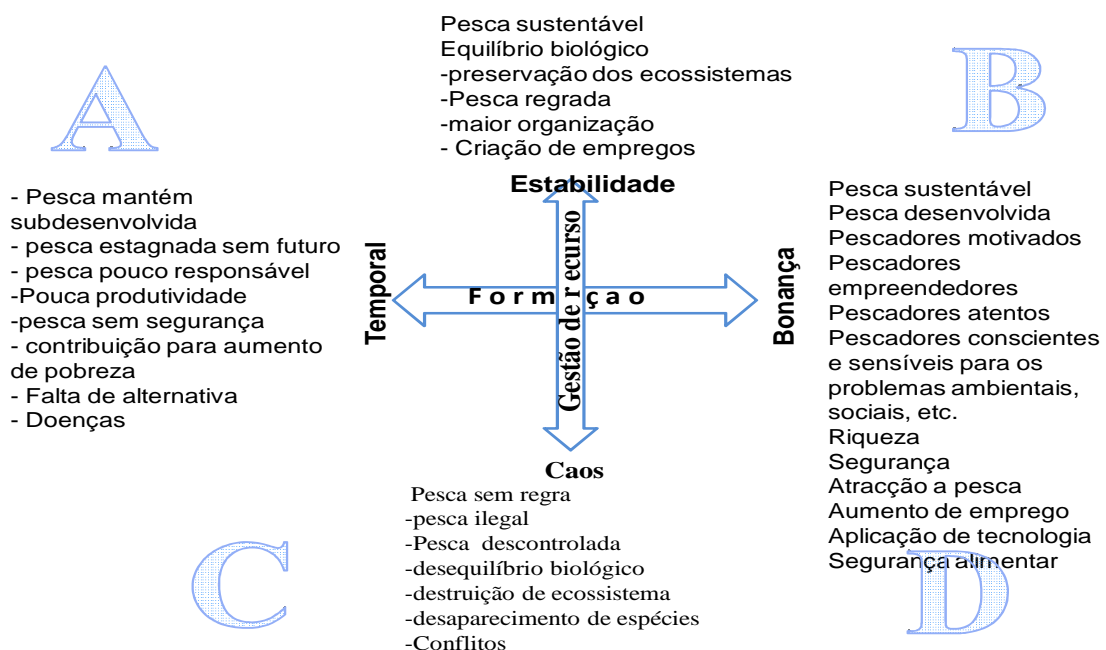 Pesca sustentável
Equilíbrio biológico
-preservação dos ecossistemas
-Pesca regrada
-maior organização
- Criação de empregos
A
B
Estabilidade
- Pesca mantém
subdesenvolvida
- pesca estagnada sem futuro
- pesca pouco responsável
-Pouca produtividade
-pesca sem segurança
- contribuição para aumento
de pobreza
- Falta de alternativa
- Doenças
Temporal
F o r m ç a o
Gestão de r ecurso
Bonança
Pesca sustentável
Pesca desenvolvida
Pescadores motivados
Pescadores
empreendedores
Pescadores atentos
Pescadores conscientes
e sensíveis para os
problemas ambientais,
sociais, etc.
Riqueza
Segurança
Atracção a pesca
Aumento de emprego
Aplicação de tecnologia
Segurança alimentar
Caos
Pesca sem regra
-pesca ilegal
-Pesca descontrolada
-desequilíbrio biológico
-destruição de ecossistema
-desaparecimento de espécies
-Conflitos
C
D